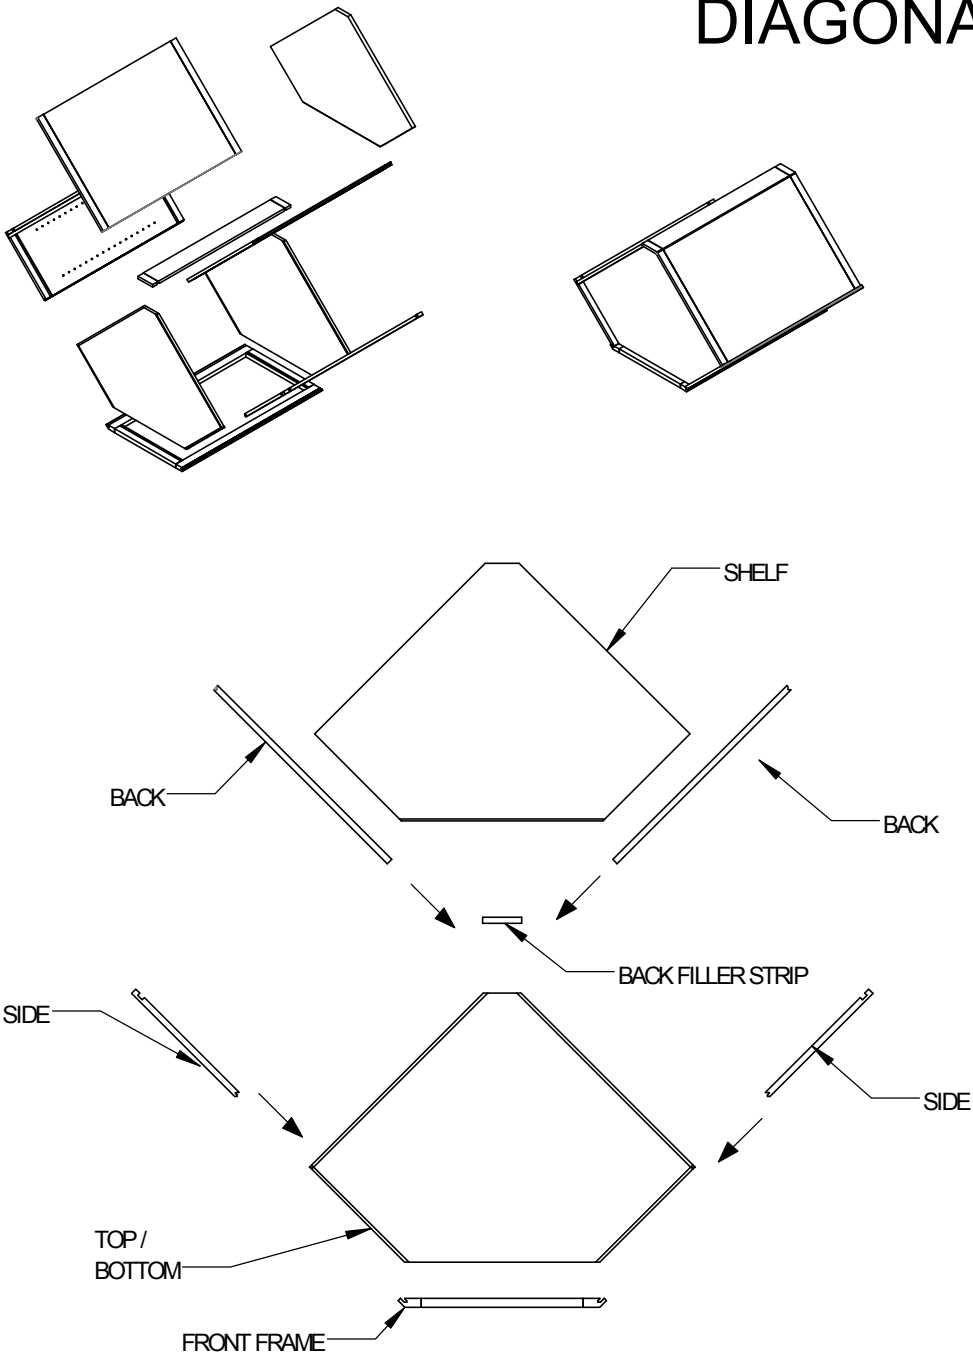 DIAGONA
SHELF
BACK
BACK
BACK FILLER STRIP
SIDE
SIDE
TOP /
BOTTOM
FRONT FRAME